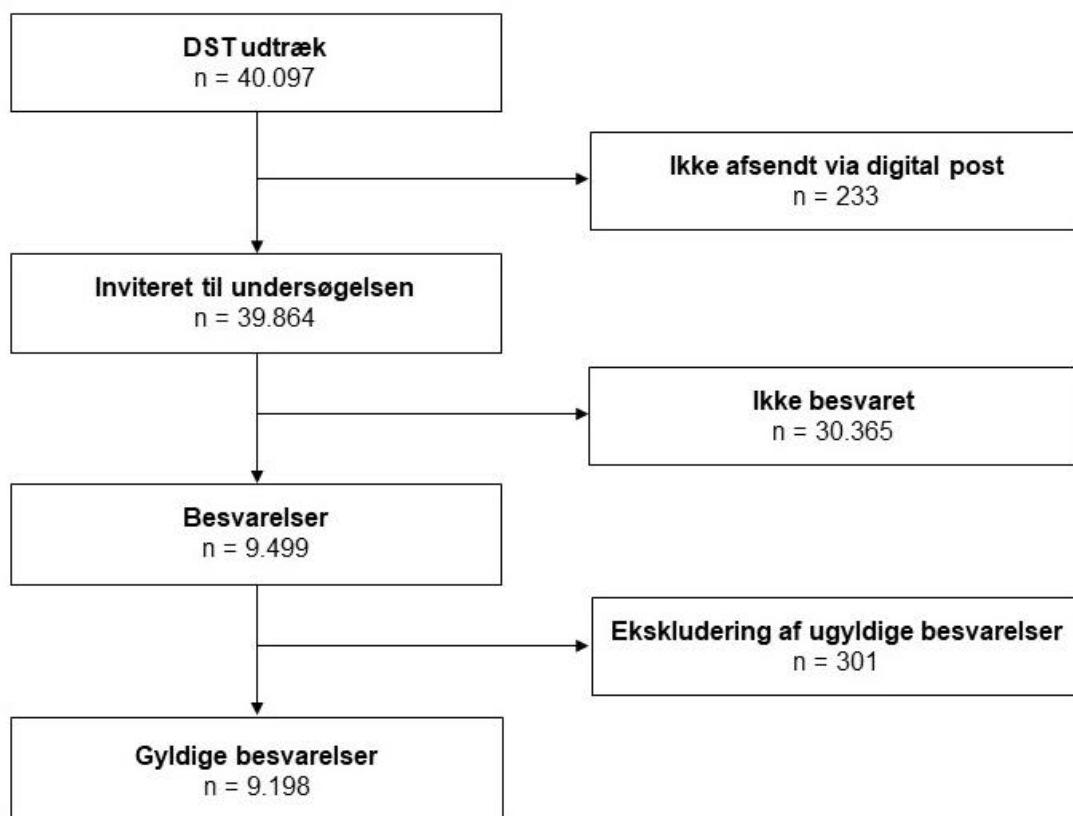 DST udtræk
n = 40.097
Ikke afsendt via digital post
n = 233
Inviteret til undersøgelsen
n = 39.864
Ikke besvaret
n = 30.365
Besvarelser
n = 9.499
Ekskludering af ugyldige besvarelser
n = 301
Gyldige besvarelser
n = 9.198